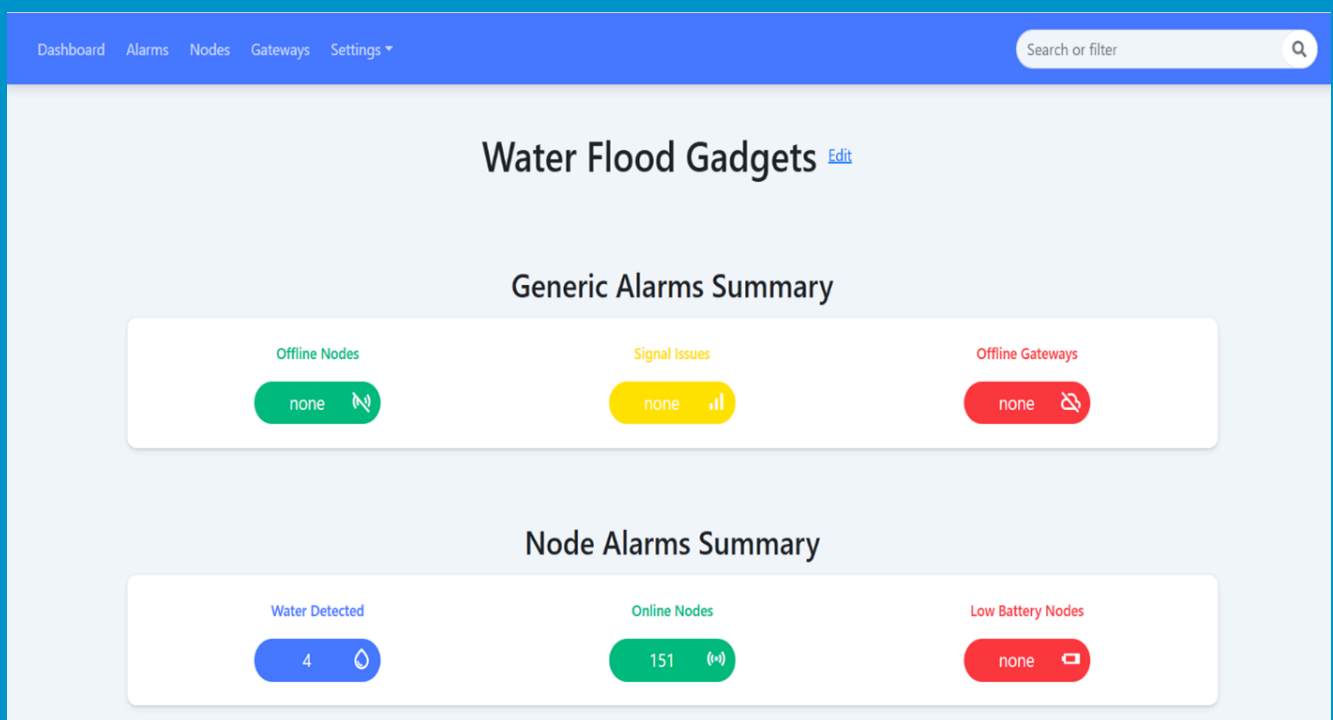 Dashboard Alarms Nodes Gateways Settings Search or filter
Water Flood Gadgets Edit
Generic Alarms Summary
Offline Nodes Signal Issues Offline Gateways
none none none
Node Alarms Summary
Water Detected Online Nodes Low Battery Nodes
4 151 none